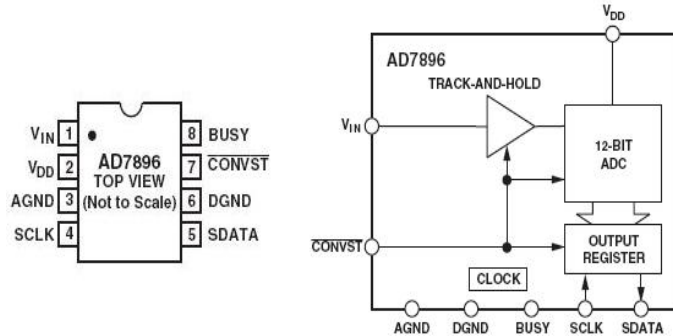 V_IN 1
8 BUSY
V_DD 2
7 CONVST
AGND 3
6 DGND
SCLK 4
5 SDATA
AD7896
TOP VIEW
(Not to Scale)
V_DD
AD7896
TRACK-AND-HOLD
V_IN
12-BIT
ADC
CONVST
OUTPUT
REGISTER
CLOCK
AGND DGND BUSY SCLK SDATA